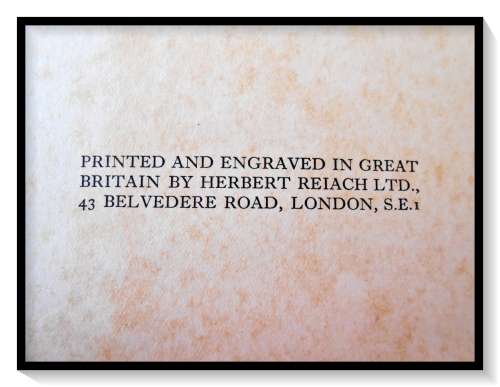 PRINTED AND ENGRAVED IN GREAT
BRITAIN BY HERBERT REIACH LTD.,
43 BELVEDERE ROAD, LONDON, S.E.1